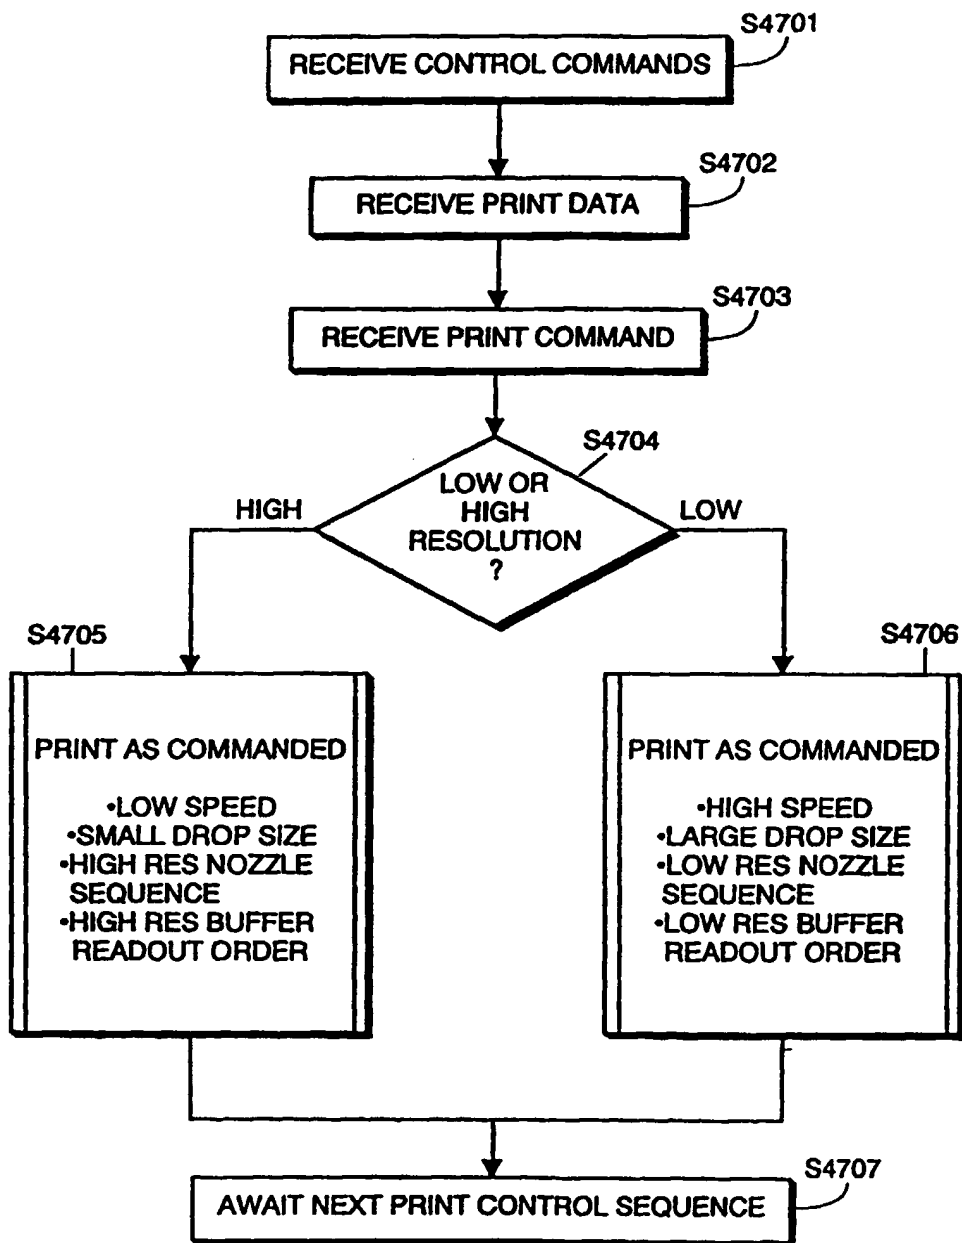 S4701
RECEIVE CONTROL COMMANDS
S4702
RECEIVE PRINT DATA
S4703
RECEIVE PRINT COMMAND
S4704
LOW OR
HIGH
RESOLUTION
?
HIGH
LOW
S4705
PRINT AS COMMANDED
•LOW SPEED
•SMALL DROP SIZE
•HIGH RES NOZZLE
SEQUENCE
•HIGH RES BUFFER
READOUT ORDER
S4706
PRINT AS COMMANDED
•HIGH SPEED
•LARGE DROP SIZE
•LOW RES NOZZLE
SEQUENCE
•LOW RES BUFFER
READOUT ORDER
S4707
AWAIT NEXT PRINT CONTROL SEQUENCE